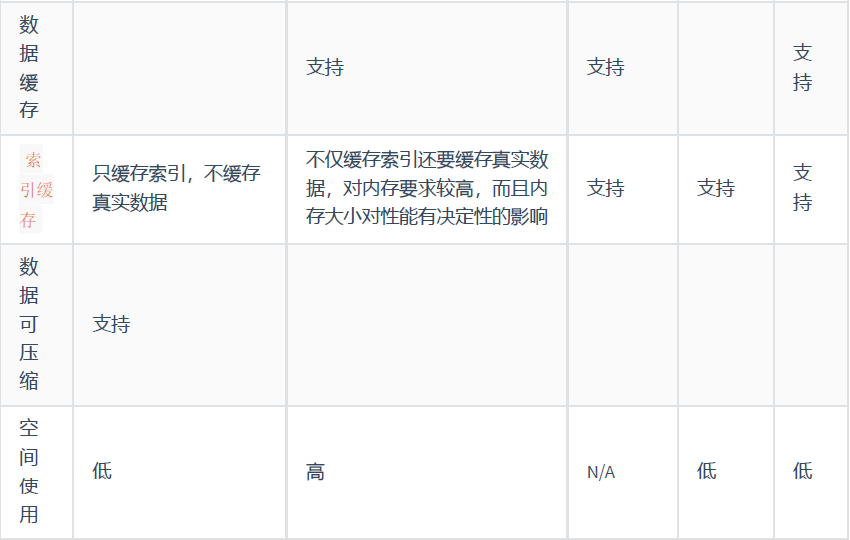 数
据
缓
存
支持
支持
支
持
索
引缓
存
只缓存索引，不缓存
真实数据
不仅缓存索引还要缓存真实数
据，对内存要求较高，而且内
存大小对性能有决定性的影响
支持
支持
支
持
数
据
可
压
缩
支持
空
间
使
用
低
高
N/A
低
低